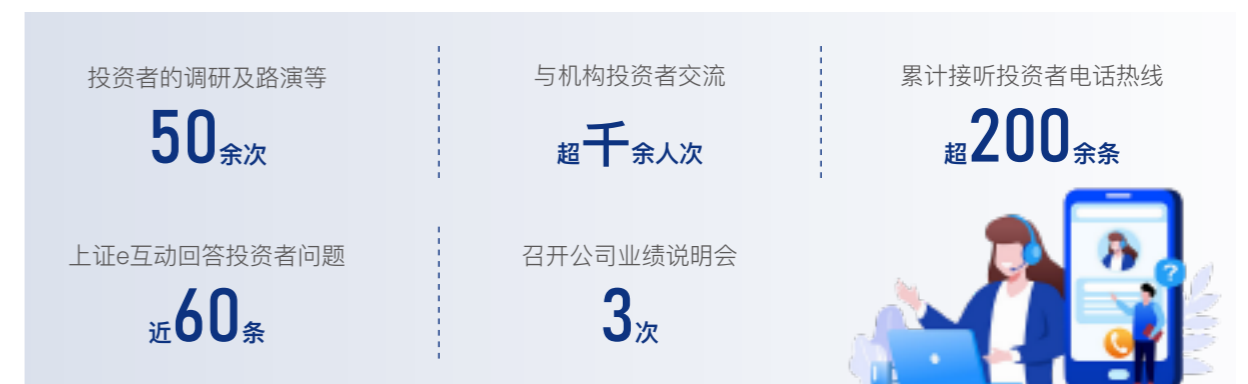 投资者的调研及路演等
50余次
与机构投资者交流
超千余人次
累计接听投资者电话热线
超200余条
上证e互动回答投资者问题
近60条
召开公司业绩说明会
3次
?